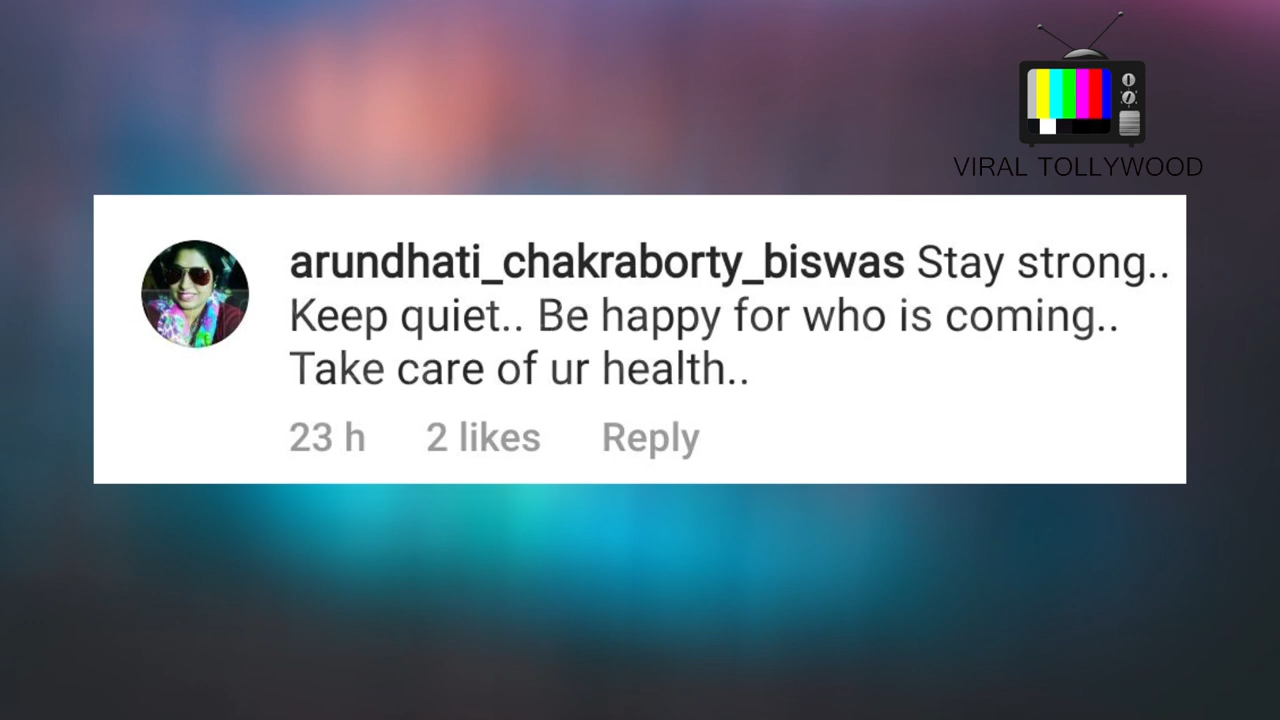 VIRAL TOLLYWOOD
arundhati_chakraborty_biswas Stay strong..
Keep quiet.. Be happy for who is coming..
Take care of ur health..
23 h 2 likes Reply